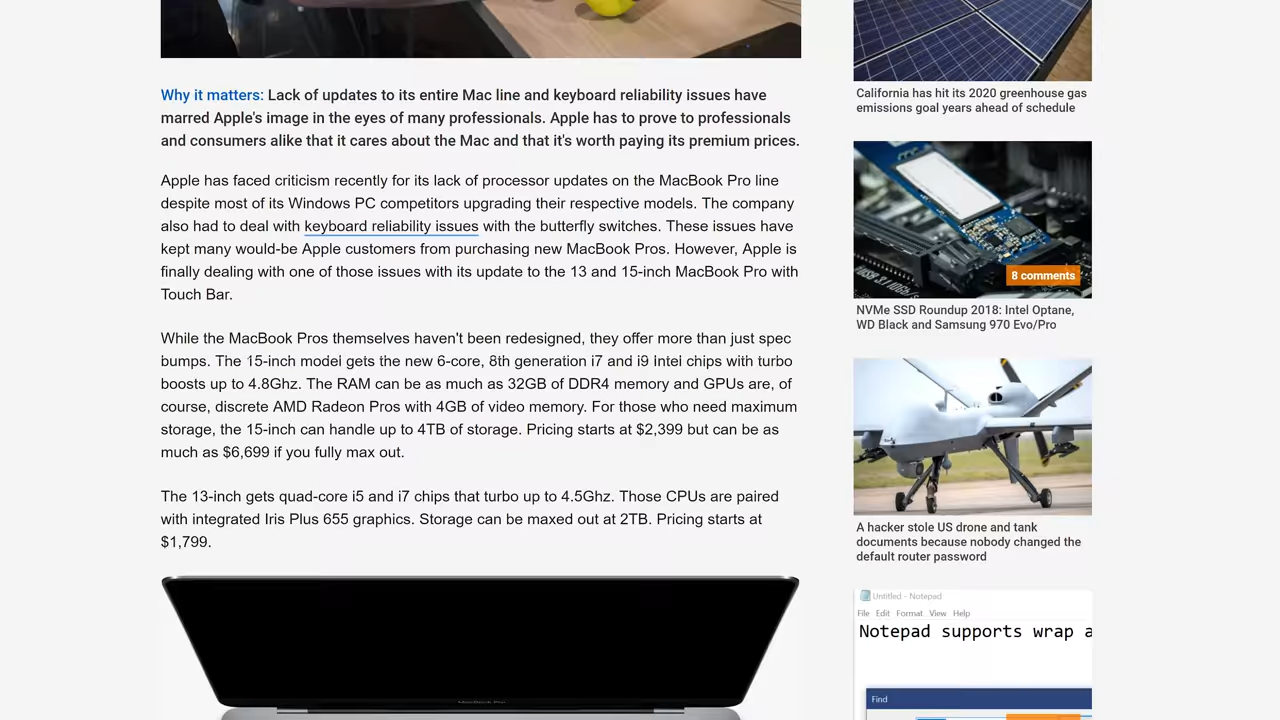 Why it matters: Lack of updates to its entire Mac line and keyboard reliability issues have
marred Apple's image in the eyes of many professionals. Apple has to prove to professionals
and consumers alike that it cares about the Mac and that it's worth paying its premium prices.
Apple has faced criticism recently for its lack of processor updates on the MacBook Pro line
despite most of its Windows PC competitors upgrading their respective models. The company
also had to deal with keyboard reliability issues with the butterfly switches. These issues have
kept many would-be Apple customers from purchasing new MacBook Pros. However, Apple is
finally dealing with one of those issues with its update to the 13 and 15-inch MacBook Pro with
Touch Bar.
While the MacBook Pros themselves haven't been redesigned, they offer more than just spec
bumps. The 15-inch model gets the new 6-core, 8th generation i7 and i9 intel chips with turbo
boosts up to 4.8Ghz. The RAM can be as much as 32GB of DDR4 memory and GPUs are, of
course, discrete AMD Radeon Pros with 4GB of video memory. For those who need maximum
storage, the 15-inch can handle up to 4TB of storage. Pricing starts at $2,399 but can be as
much as $6,699 if you fully max out.
The 13-inch gets quad-core i5 and i7 chips that turbo up to 4.5Ghz. Those CPUs are paired
with integrated Iris Plus 655 graphics. Storage can be maxed out at 2TB. Pricing starts at
$1,799.
MacBook Pro
California has hit its 2020 greenhouse gas
emissions goal years ahead of schedule
8 comments
NVMe SSD Roundup 2018: Intel Optane,
WD Black and Samsung 970 Evo/Pro
A hacker stole US drone and tank
documents because nobody changed the
default router password
Untitled - Notepad
File Edit Format View Help
Notepad supports wrap a
Find